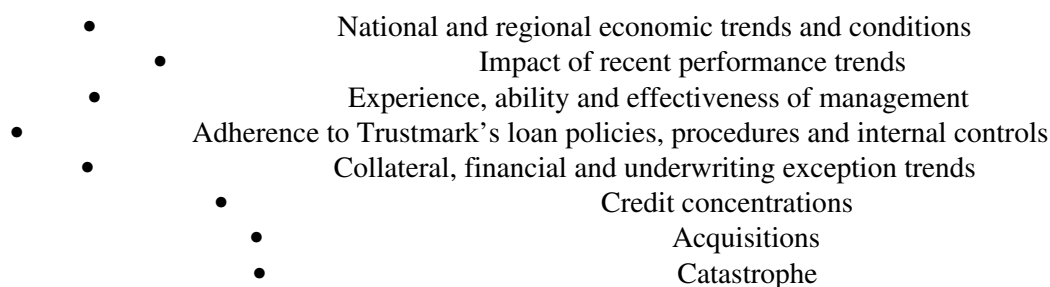 • National and regional economic trends and conditions
• Impact of recent performance trends
• Experience, ability and effectiveness of management
• Adherence to Trustmark’s loan policies, procedures and internal controls
• Collateral, financial and underwriting exception trends
• Credit concentrations
• Acquisitions
• Catastrophe